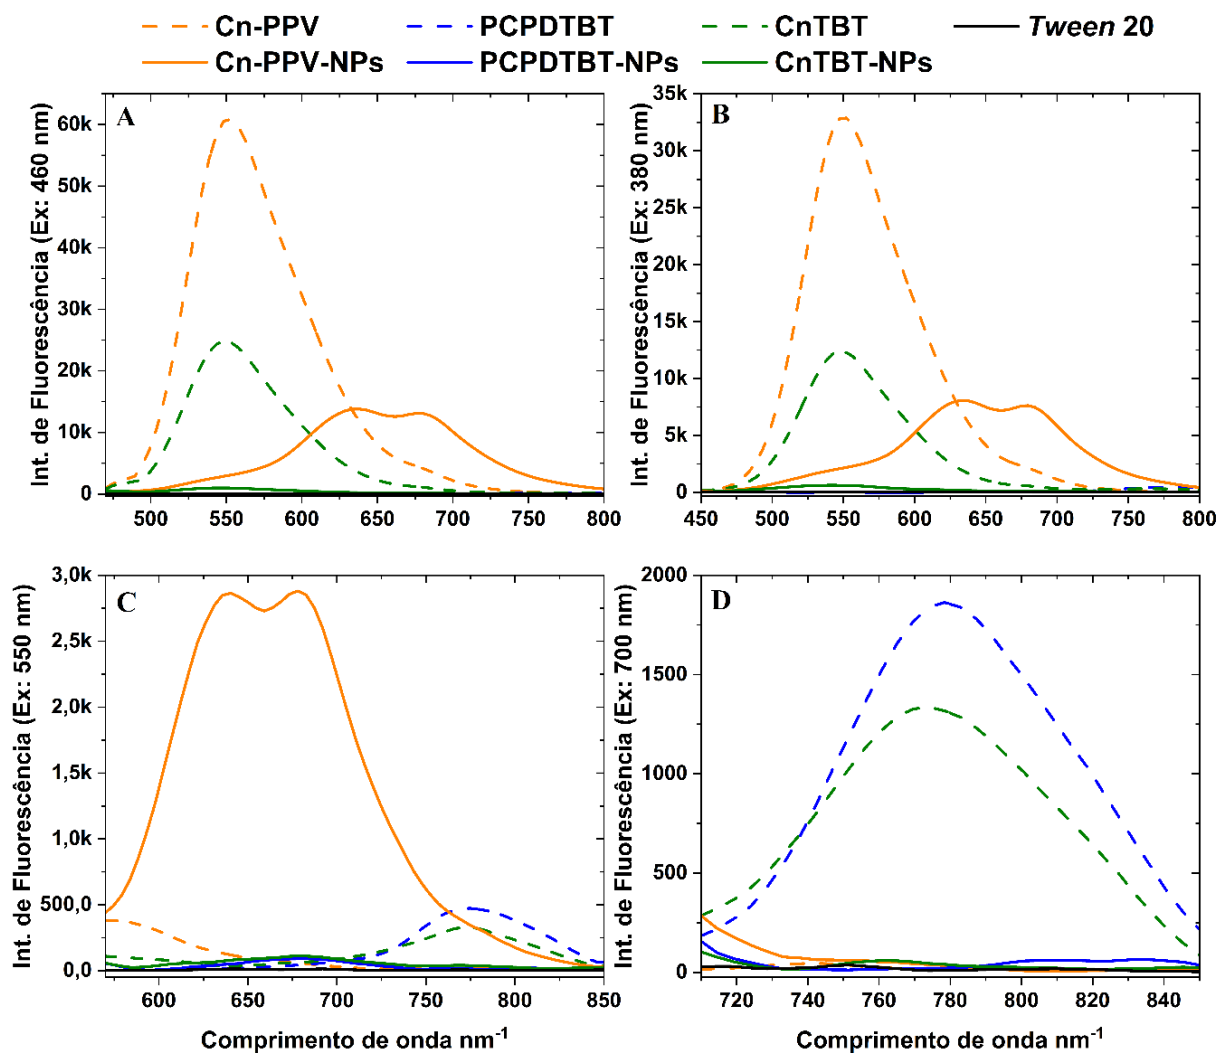 Cn-PPV PCPDTBT CnTBT Tween 20
Cn-PPV-NPs PCPDTBT-NPs CnTBT-NPs
A
Int. de Fluorescência (Ex: 460 nm)
60k
50k
40k
30k
20k
10k
0
500 550 600 650 700 750 800
B
Int. de Fluorescência (Ex: 380 nm)
35k
30k
25k
20k
15k
10k
5k
0
450 500 550 600 650 700 750 800
C
Int. de Fluorescência (Ex: 550 nm)
3,0k
2,5k
2,0k
1,5k
1,0k
500,0
0,0
600 650 700 750 800 850
Comprimento de onda nm⁻¹
D
Int. de Fluorescência (Ex: 700 nm)
2000
1500
1000
500
0
720 740 760 780 800 820 840
Comprimento de onda nm⁻¹